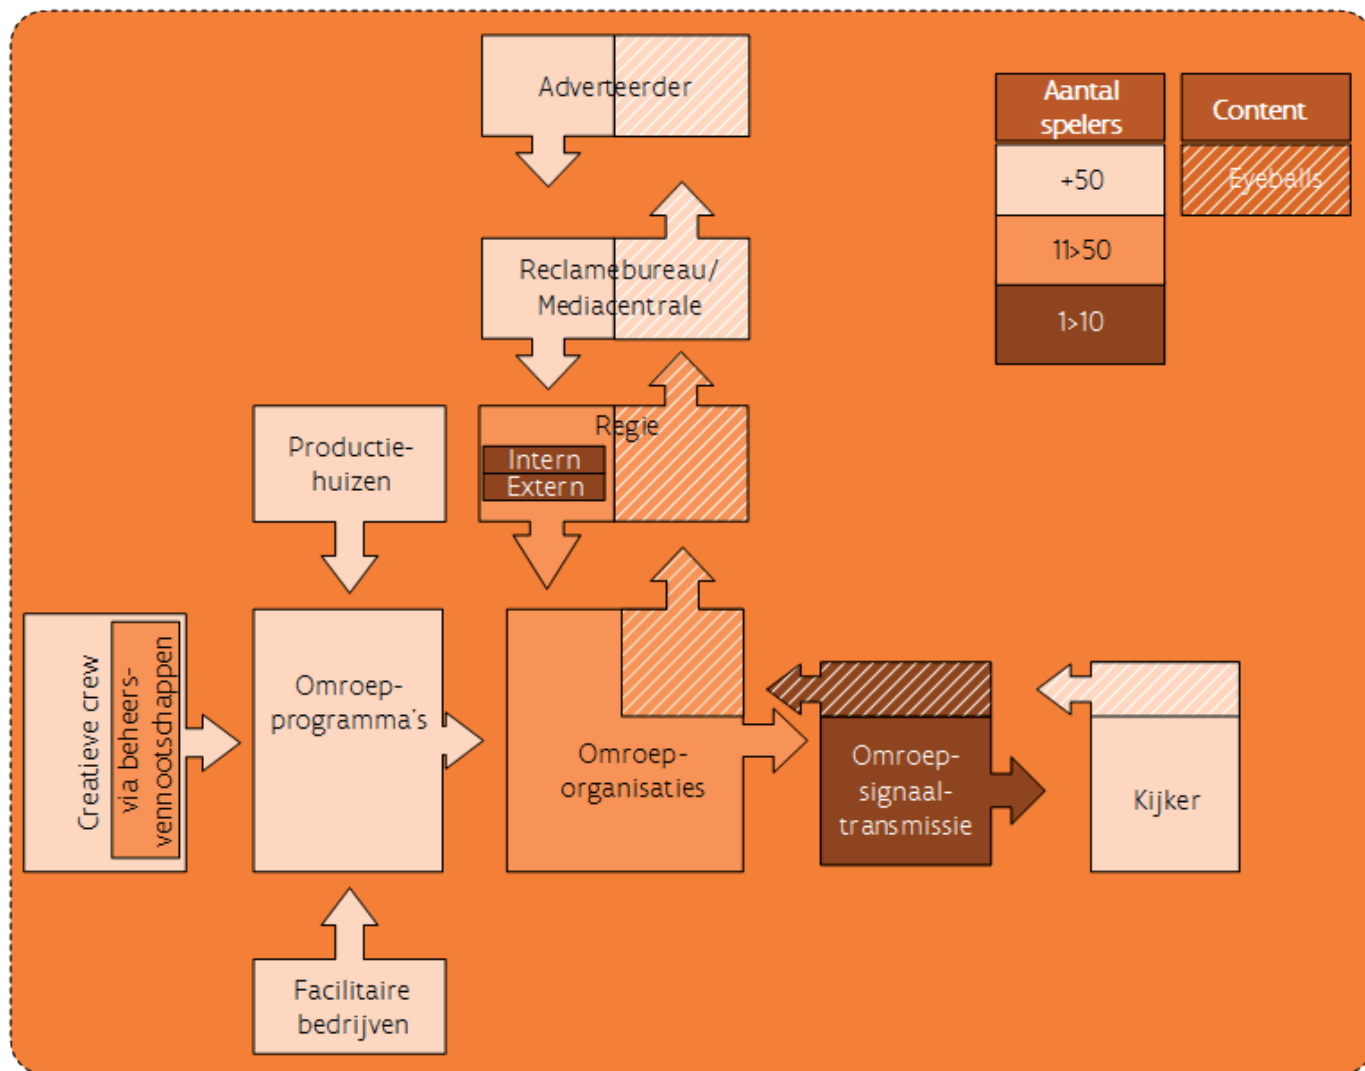 Adverteerder
Aantal
spelers
Content
+50
Eyeballs
11>50
1>10
Reclamebureau/
Mediacentrale
Regie
Intern
Extern
Productie-
huizen
Creatieve crew
via beheers-
vennootschappen
Omroep-
programma's
Omroep-
organisaties
Omroep-
signaal-
transmissie
Kijker
Facilitaire
bedrijven